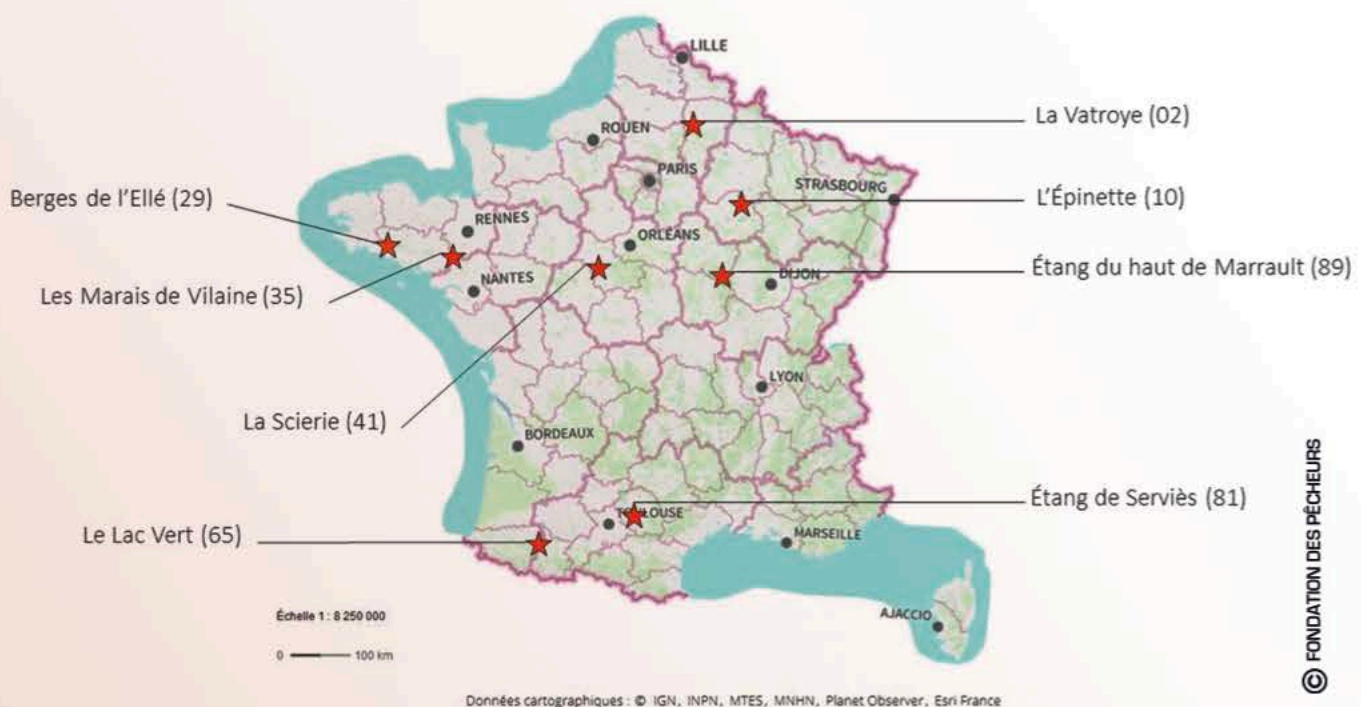 LILLE
La Vatroye (02)
ROUEN
PARIS
STRASBOURG
L'Épinette (10)
Berges de l'Ellé (29)
RENNES
ORLÉANS
Étang du haut de Marrault (89)
DIJON
Les Marais de Vilaine (35)
NANTES
LYON
La Scierie (41)
BORDEAUX
Étang de Serviès (81)
TOULOUSE
Le Lac Vert (65)
MARSEILLE
AJACCIO
Échelle 1 : 8 250 000
0 100 km
Données cartographiques : © IGN, INPN, MTES, MNHN, Planet Observer, Esri France
© FONDATION DES PÊCHEURS